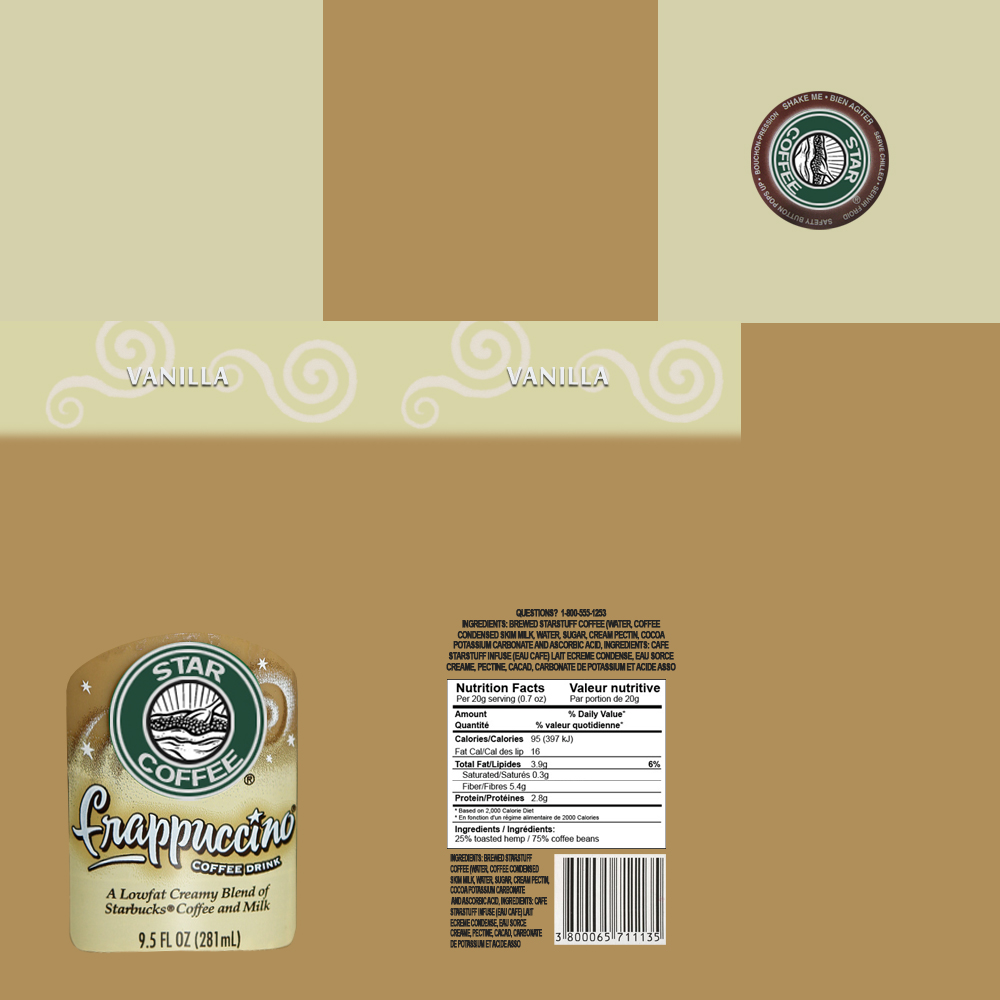 SHAKE ME • BIEN AGITER
SERVE CHILLED • SERVIR FROID
SAFETY BUTTON POPS UP • BOUCHON-PRESSION
STAR
COFFEE
®
VANILLA
VANILLA
STAR
COFFEE
®
frappuccino
COFFEE DRINK
A Lowfat Creamy Blend of
Starbucks® Coffee and Milk
9.5 FL OZ (281mL)
QUESTIONS? 1-800-555-1253
INGREDIENTS: BREWED STARSTUFF COFFEE (WATER, COFFEE
CONDENSED SKIM MILK, WATER, SUGAR, CREAM PECTIN, COCOA
POTASSIUM CARBONATE AND ASCORBIC ACID, INGREDIENTS: CAFE
STARSTUFF INFUSE (EAU CAFE) LAIT ECREME CONDENSE, EAU SORCE
CREAME, PECTINE, CACAO, CARBONATE DE POTASSIUM ET ACIDE ASSO
Nutrition Facts Valeur nutritive
Per 20g serving (0.7 oz) Par portion de 20g
Amount % Daily Value*
Quantité % valeur quotidienne*
Calories/Calories 95 (397 kJ)
Fat Cal/Cal des lip 16
Total Fat/Lipides 3.9g 6%
Saturated/Saturés 0.3g
Fiber/Fibres 5.4g
Protein/Protéines 2.8g
* Based on 2,000 Calorie Diet
* En fonction d'un régime alimentaire de 2000 Calories
Ingredients / Ingrédients:
25% toasted hemp / 75% coffee beans
INGREDIENTS: BREWED STARSTUFF
COFFEE (WATER, COFFEE CONDENSED
SKIM MILK, WATER, SUGAR, CREAM PECTIN,
COCOA POTASSIUM CARBONATE
AND ASCORBIC ACID, INGREDIENTS: CAFE
STARSTUFF INFUSE (EAU CAFE) LAIT
ECREME CONDENSE, EAU SORCE
CREAME, PECTINE, CACAO, CARBONATE
DE POTASSIUM ET ACIDE ASSO
3 800065 711135